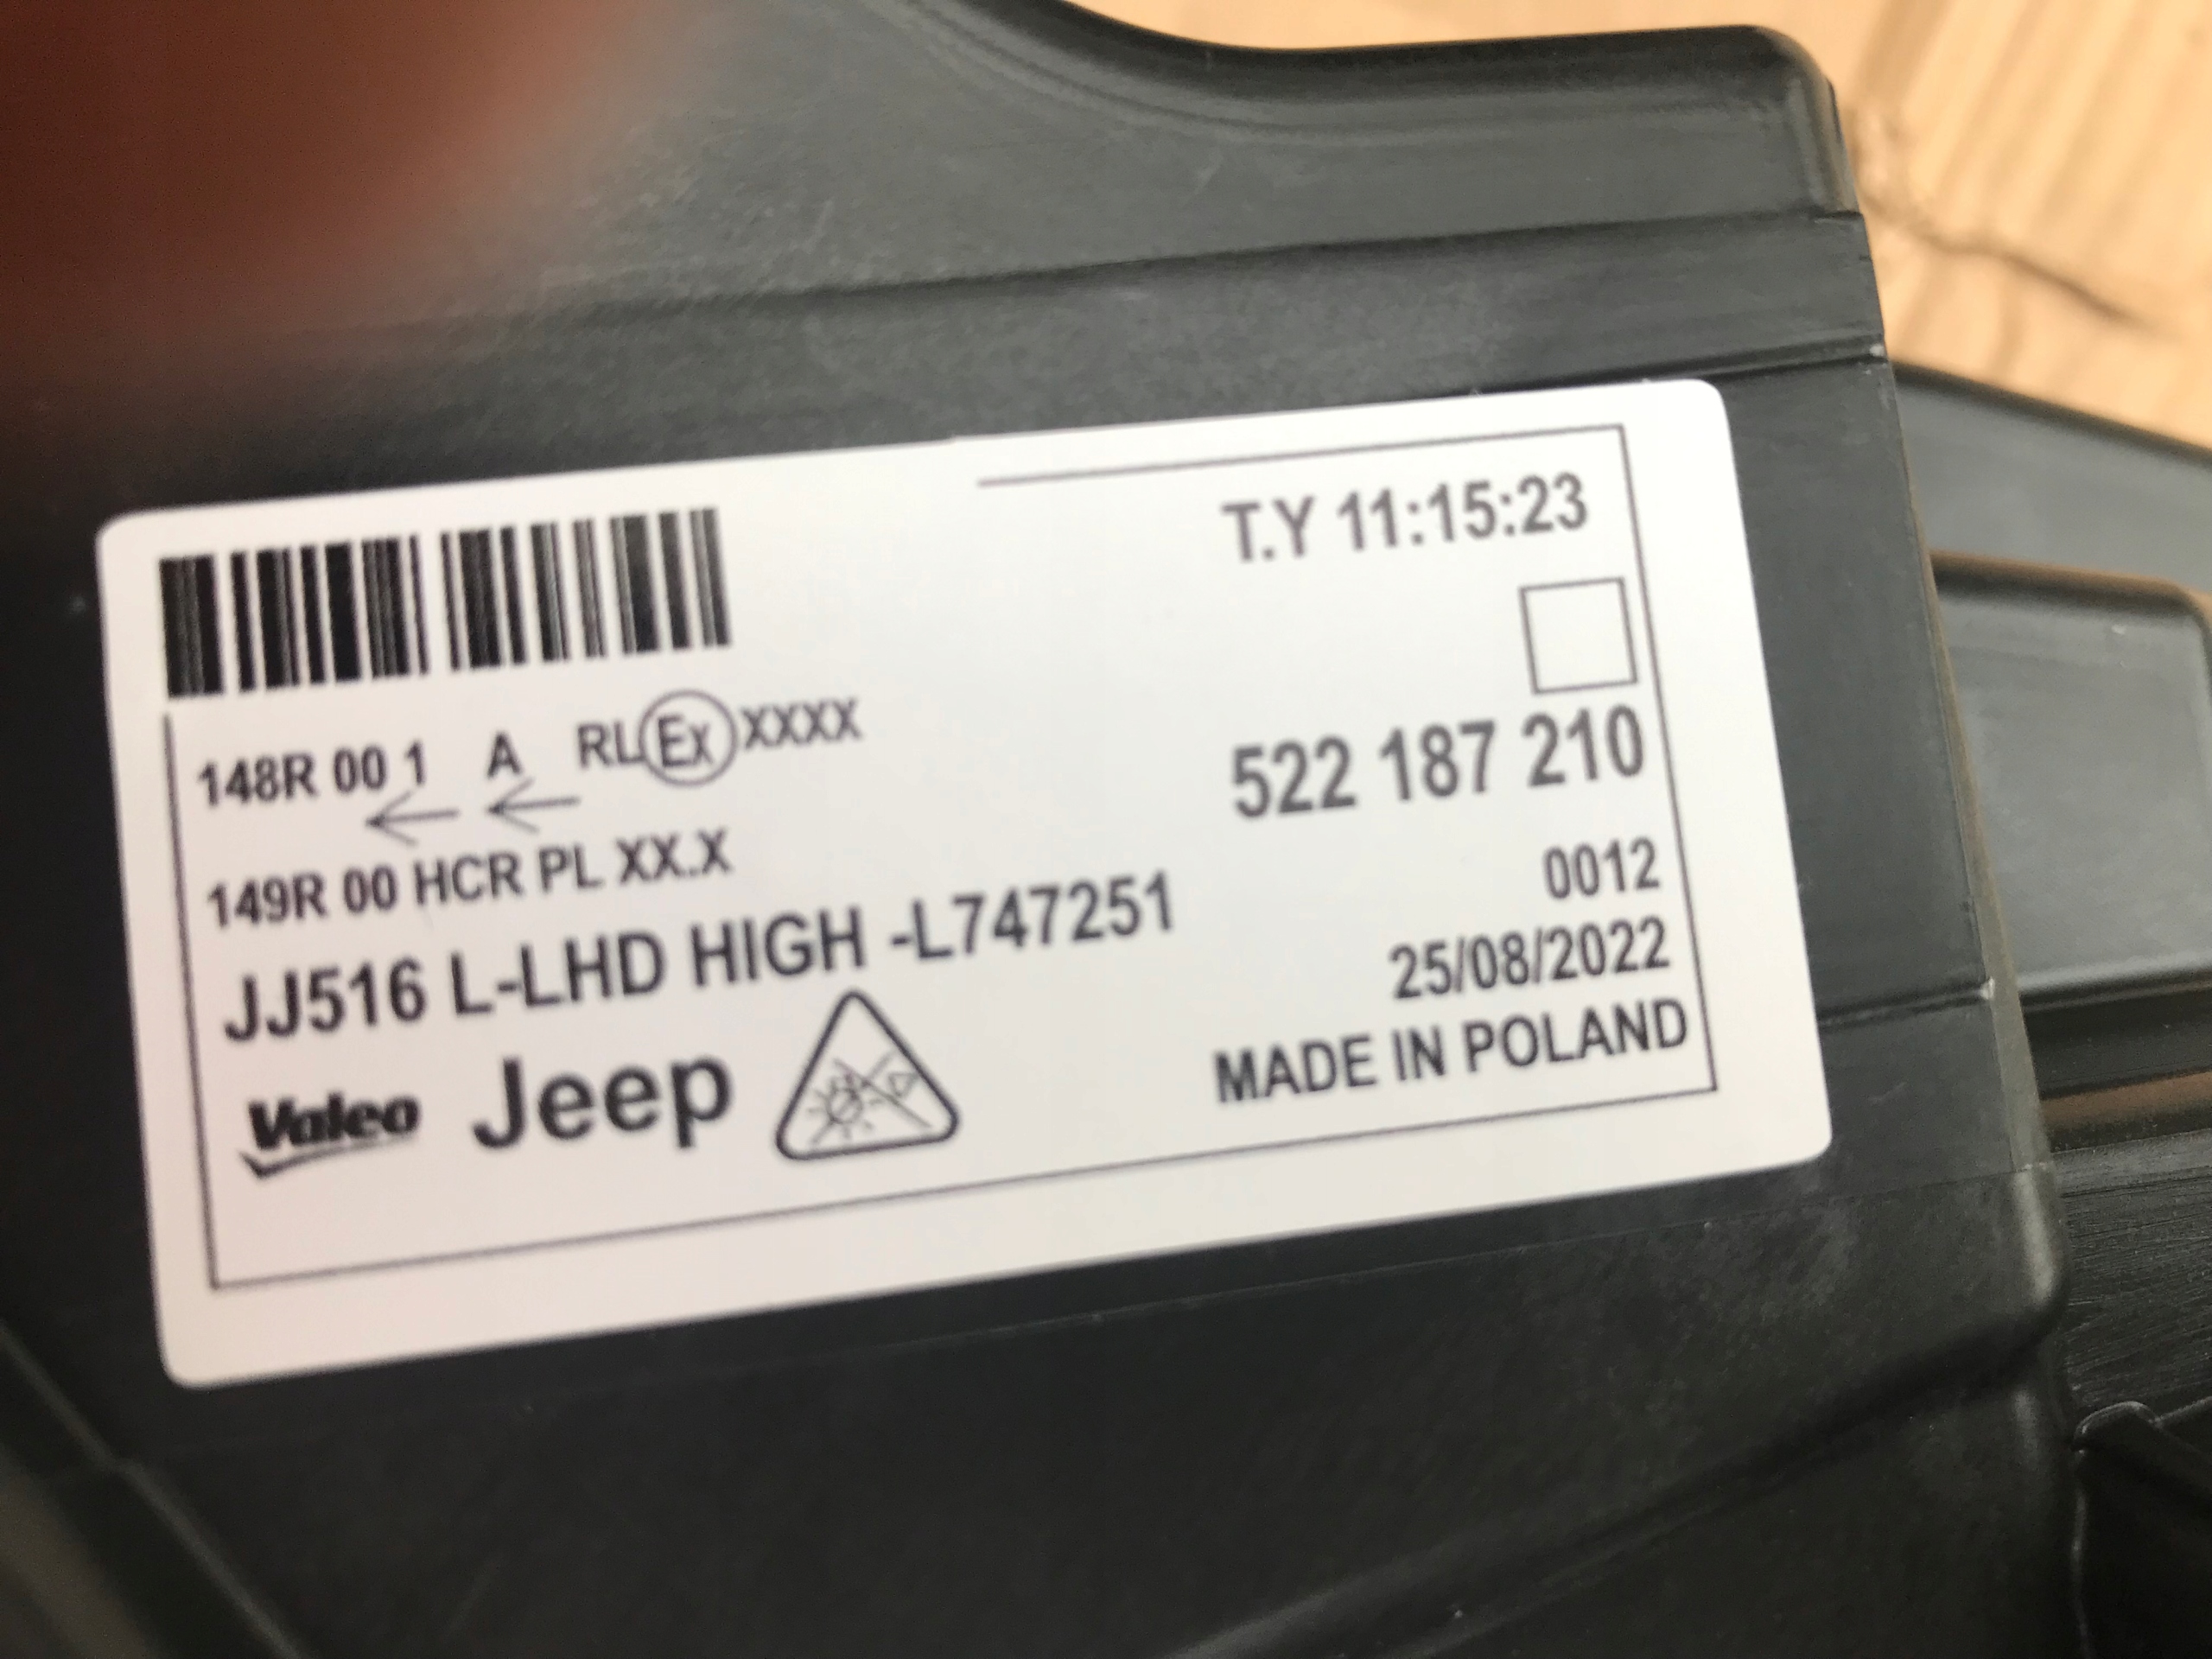 T.Y 11:15:23
148R 00 1 A RL Ex XXXX
522 187 210
149R 00 HCR PL XX.X
0012
JJ516 L-LHD HIGH -L747251
25/08/2022
Valeo Jeep
MADE IN POLAND